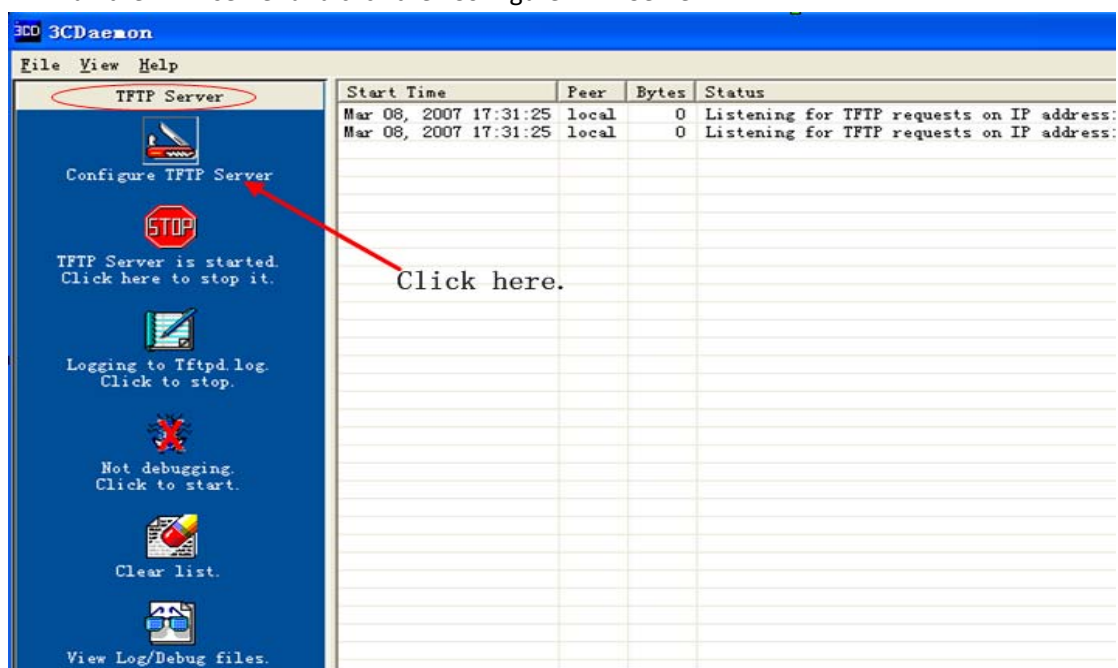 3CD 3CDaemon
File View Help
TFTP Server
Configure TFTP Server
STOP
TFTP Server is started.
Click here to stop it.
Logging to Tftpd.log.
Click to stop.
Not debugging.
Click to start.
Clear list.
View Log/Debug files.
Start Time Peer Bytes Status
Mar 08, 2007 17:31:25 local 0 Listening for TFTP requests on IP address:
Mar 08, 2007 17:31:25 local 0 Listening for TFTP requests on IP address:
Click here.